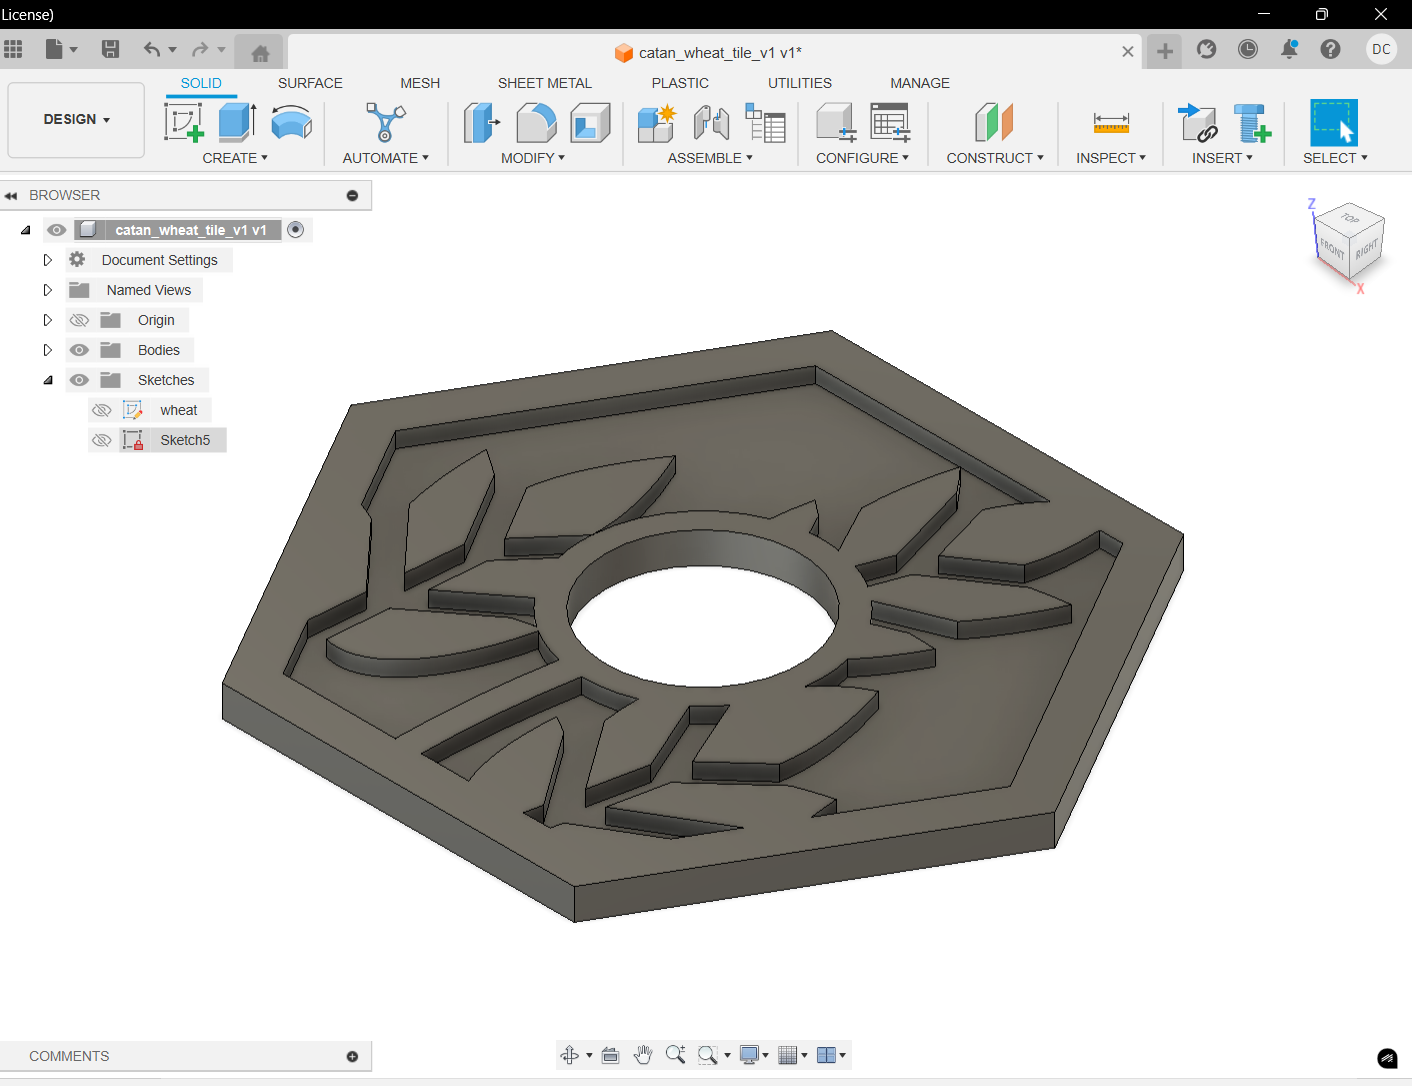 License)
catan_wheat_tile_v1 v1*
DC
SOLID SURFACE MESH SHEET METAL PLASTIC UTILITIES MANAGE
DESIGN
CREATE AUTOMATE MODIFY ASSEMBLE CONFIGURE CONSTRUCT INSPECT INSERT SELECT
BROWSER
catan_wheat_tile_v1 v1
Document Settings
Named Views
Origin
Bodies
Sketches
wheat
Sketch5
Z
TOP
FRONT RIGHT
X
COMMENTS